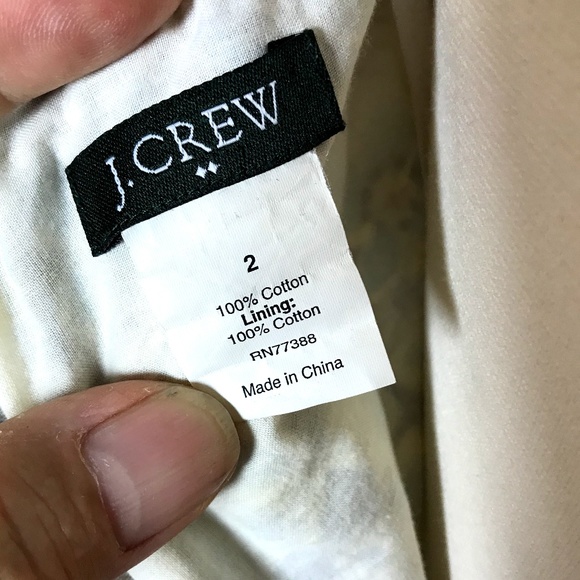 J.CREW
2
100% Cotton
Lining:
100% Cotton
RN77388
Made in China